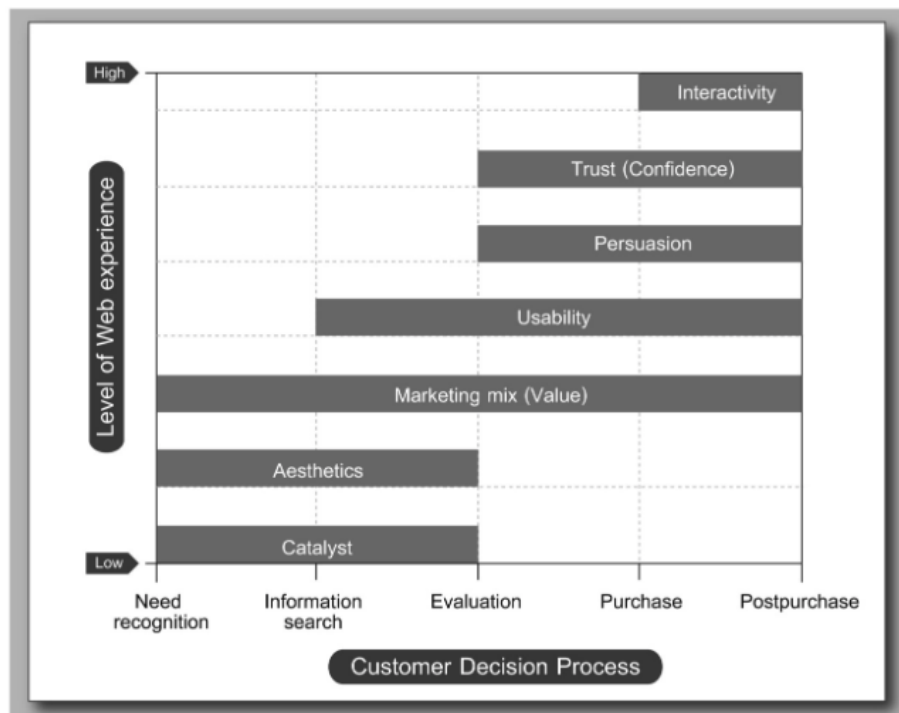 High
Interactivity
Trust (Confidence)
Persuasion
Usability
Marketing mix (Value)
Aesthetics
Catalyst
Low
Level of Web experience
Need
recognition
Information
search
Evaluation
Purchase
Postpurchase
Customer Decision Process